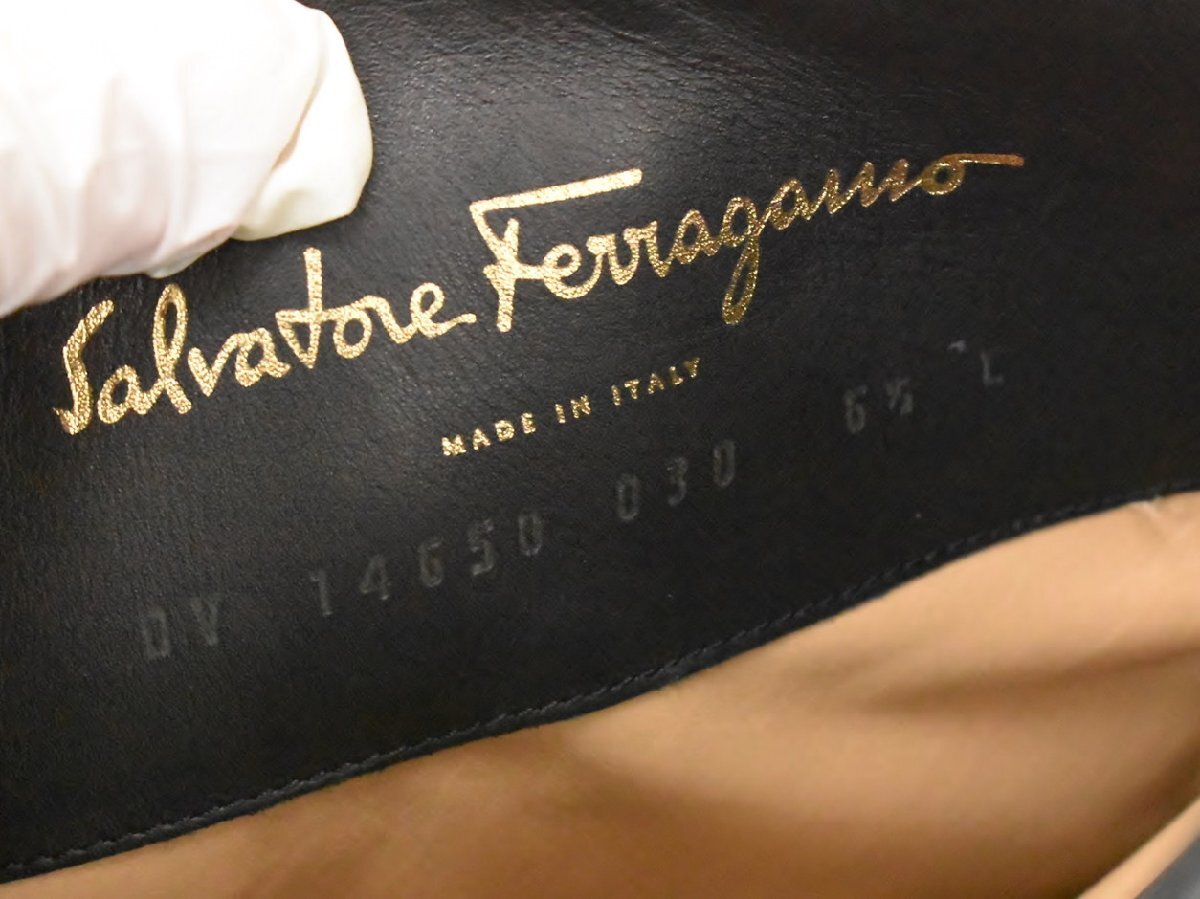 Salvatore Ferragamo
MADE IN ITALY
DV 14650 030 6½ L